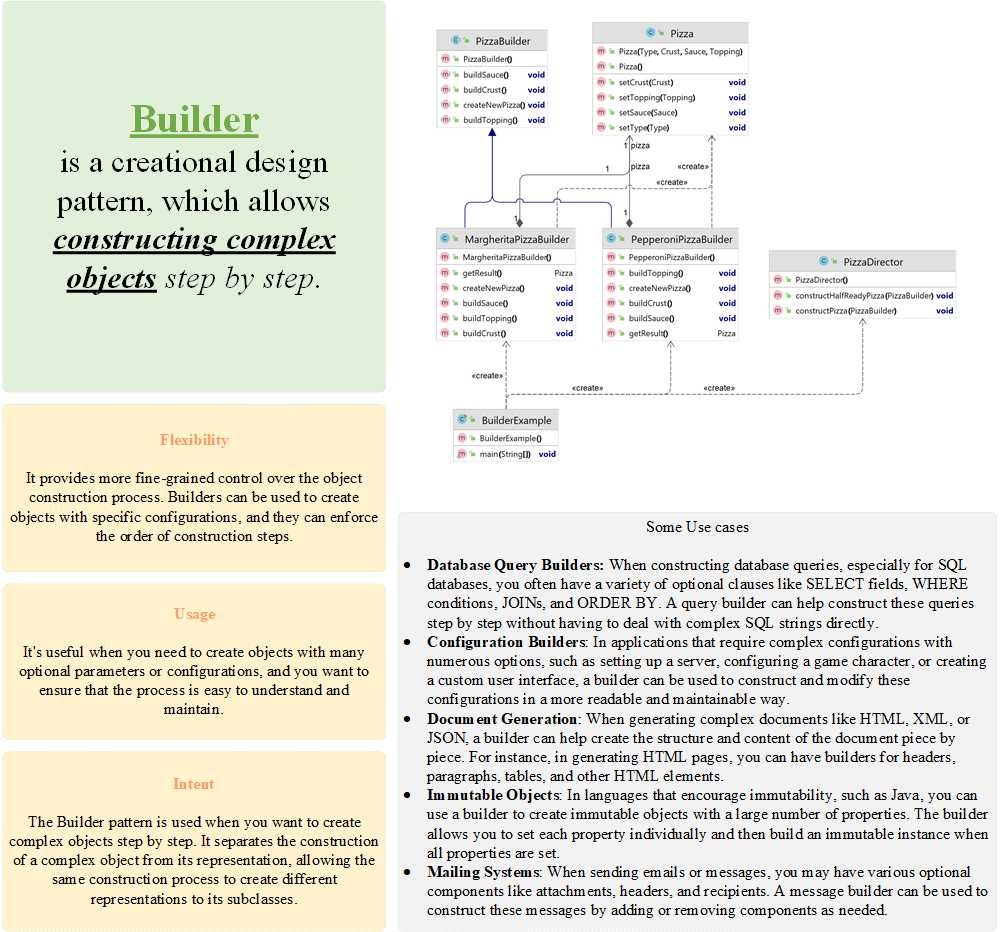 Builder
is a creational design
pattern, which allows
constructing complex
objects step by step.
Flexibility
It provides more fine-grained control over the object
construction process. Builders can be used to create
objects with specific configurations, and they can enforce
the order of construction steps.
Usage
It's useful when you need to create objects with many
optional parameters or configurations, and you want to
ensure that the process is easy to understand and
maintain.
Intent
The Builder pattern is used when you want to create
complex objects step by step. It separates the construction
of a complex object from its representation, allowing the
same construction process to create different
representations to its subclasses.
PizzaBuilder
PizzaBuilder()
buildSauce() void
buildCrust() void
createNewPizza() void
buildTopping() void
Pizza
Pizza(Type, Crust, Sauce, Topping)
Pizza()
setCrust(Crust) void
setTopping(Topping) void
setSauce(Sauce) void
setType(Type) void
1 pizza
1 pizza
«create»
«create»
1
1
MargheritaPizzaBuilder
MargheritaPizzaBuilder()
getResult() Pizza
createNewPizza() void
buildSauce() void
buildTopping() void
buildCrust() void
PepperoniPizzaBuilder
PepperoniPizzaBuilder()
buildTopping() void
createNewPizza() void
buildCrust() void
buildSauce() void
getResult() Pizza
PizzaDirector
PizzaDirector()
constructHalfReadyPizza(PizzaBuilder) void
constructPizza(PizzaBuilder) void
«create»
«create»
«create»
BuilderExample
BuilderExample()
main(String[]) void
Some Use cases
• Database Query Builders: When constructing database queries, especially for SQL
databases, you often have a variety of optional clauses like SELECT fields, WHERE
conditions, JOINs, and ORDER BY. A query builder can help construct these queries
step by step without having to deal with complex SQL strings directly.
• Configuration Builders: In applications that require complex configurations with
numerous options, such as setting up a server, configuring a game character, or creating
a custom user interface, a builder can be used to construct and modify these
configurations in a more readable and maintainable way.
• Document Generation: When generating complex documents like HTML, XML, or
JSON, a builder can help create the structure and content of the document piece by
piece. For instance, in generating HTML pages, you can have builders for headers,
paragraphs, tables, and other HTML elements.
• Immutable Objects: In languages that encourage immutability, such as Java, you can
use a builder to create immutable objects with a large number of properties. The builder
allows you to set each property individually and then build an immutable instance when
all properties are set.
• Mailing Systems: When sending emails or messages, you may have various optional
components like attachments, headers, and recipients. A message builder can be used to
construct these messages by adding or removing components as needed.